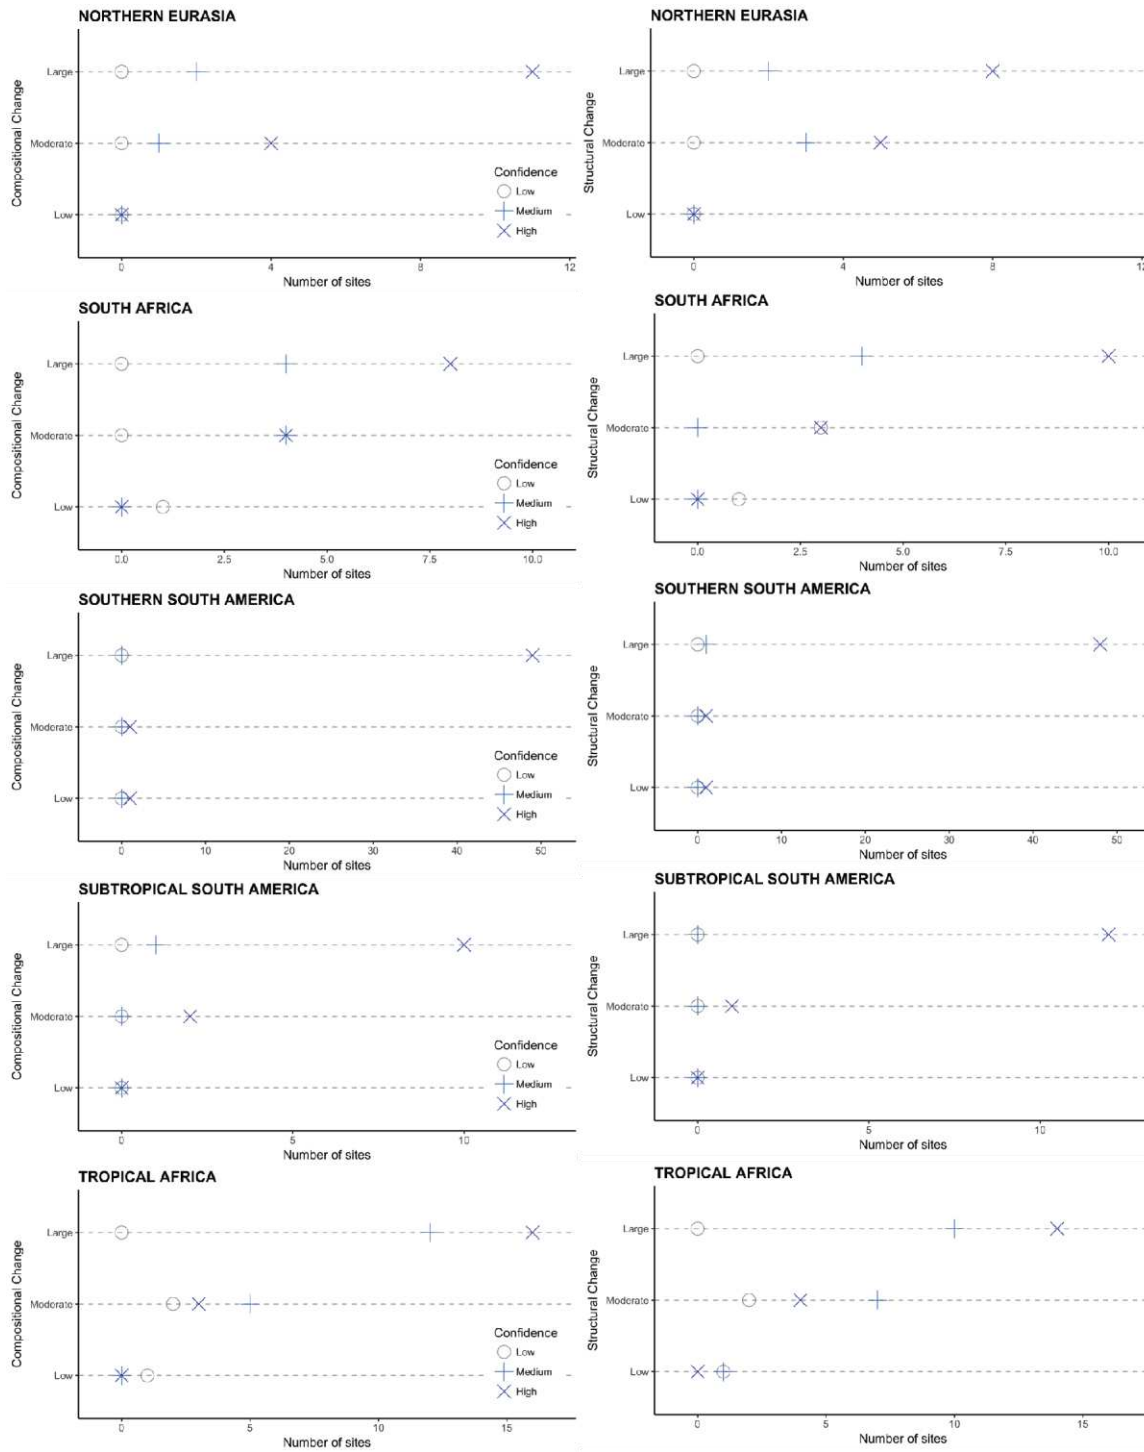 NORTHERN EURASIA
Compositional Change
Large
Moderate
Low
Confidence
Low
Medium
High
0 4 8 12
Number of sites
NORTHERN EURASIA
Structural Change
Large
Moderate
Low
0 4 8 12
Number of sites
SOUTH AFRICA
Compositional Change
Large
Moderate
Low
Confidence
Low
Medium
High
0.0 2.5 5.0 7.5 10.0
Number of sites
SOUTH AFRICA
Structural Change
Large
Moderate
Low
0.0 2.5 5.0 7.5 10.0
Number of sites
SOUTHERN SOUTH AMERICA
Compositional Change
Large
Moderate
Low
Confidence
Low
Medium
High
0 10 20 30 40 50
Number of sites
SOUTHERN SOUTH AMERICA
Structural Change
Large
Moderate
Low
0 10 20 30 40 50
Number of sites
SUBTROPICAL SOUTH AMERICA
Compositional Change
Large
Moderate
Low
Confidence
Low
Medium
High
0 5 10
Number of sites
SUBTROPICAL SOUTH AMERICA
Structural Change
Large
Moderate
Low
0 5 10
Number of sites
TROPICAL AFRICA
Compositional Change
Large
Moderate
Low
Confidence
Low
Medium
High
0 5 10 15
Number of sites
TROPICAL AFRICA
Structural Change
Large
Moderate
Low
0 5 10 15
Number of sites